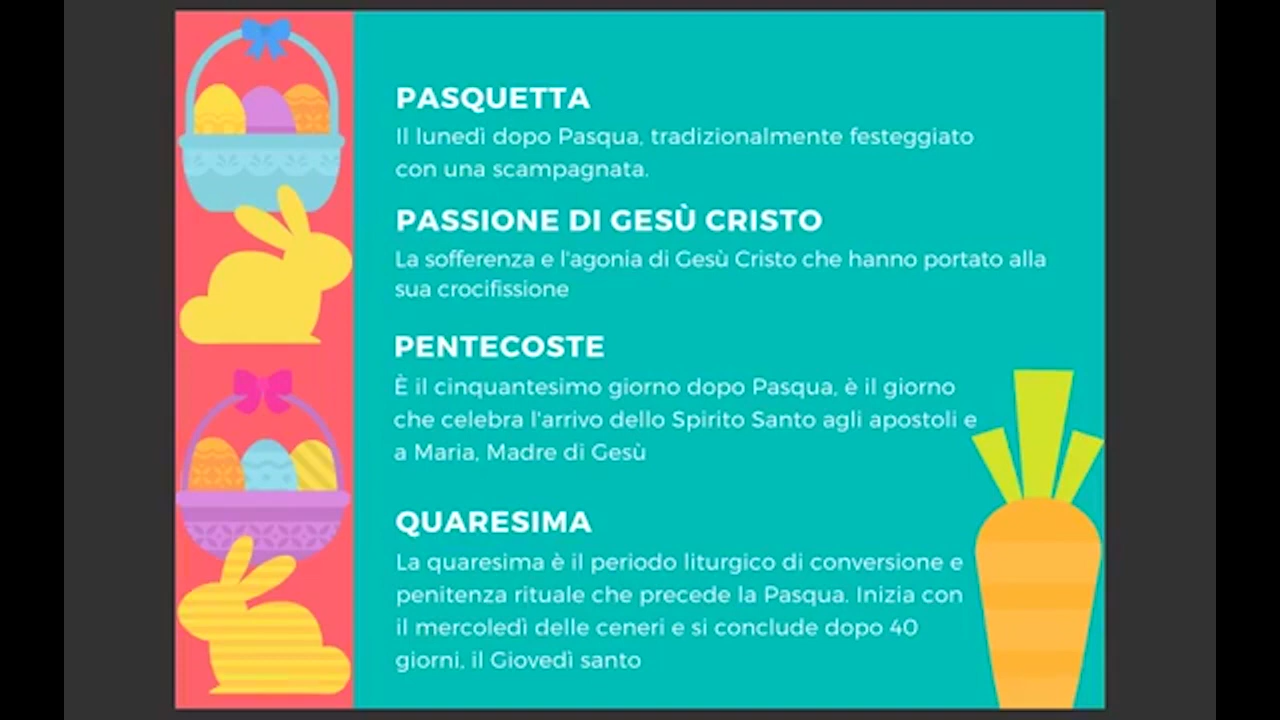 PASQUETTA
Il lunedì dopo Pasqua, tradizionalmente festeggiato
con una scampagnata.
PASSIONE DI GESÙ CRISTO
La sofferenza e l'agonia di Gesù Cristo che hanno portato alla
sua crocifissione
PENTECOSTE
È il cinquantesimo giorno dopo Pasqua, è il giorno
che celebra l'arrivo dello Spirito Santo agli apostoli e
a Maria, Madre di Gesù
QUARESIMA
La quaresima è il periodo liturgico di conversione e
penitenza rituale che precede la Pasqua. Inizia con
il mercoledì delle ceneri e si conclude dopo 40
giorni, il Giovedì santo